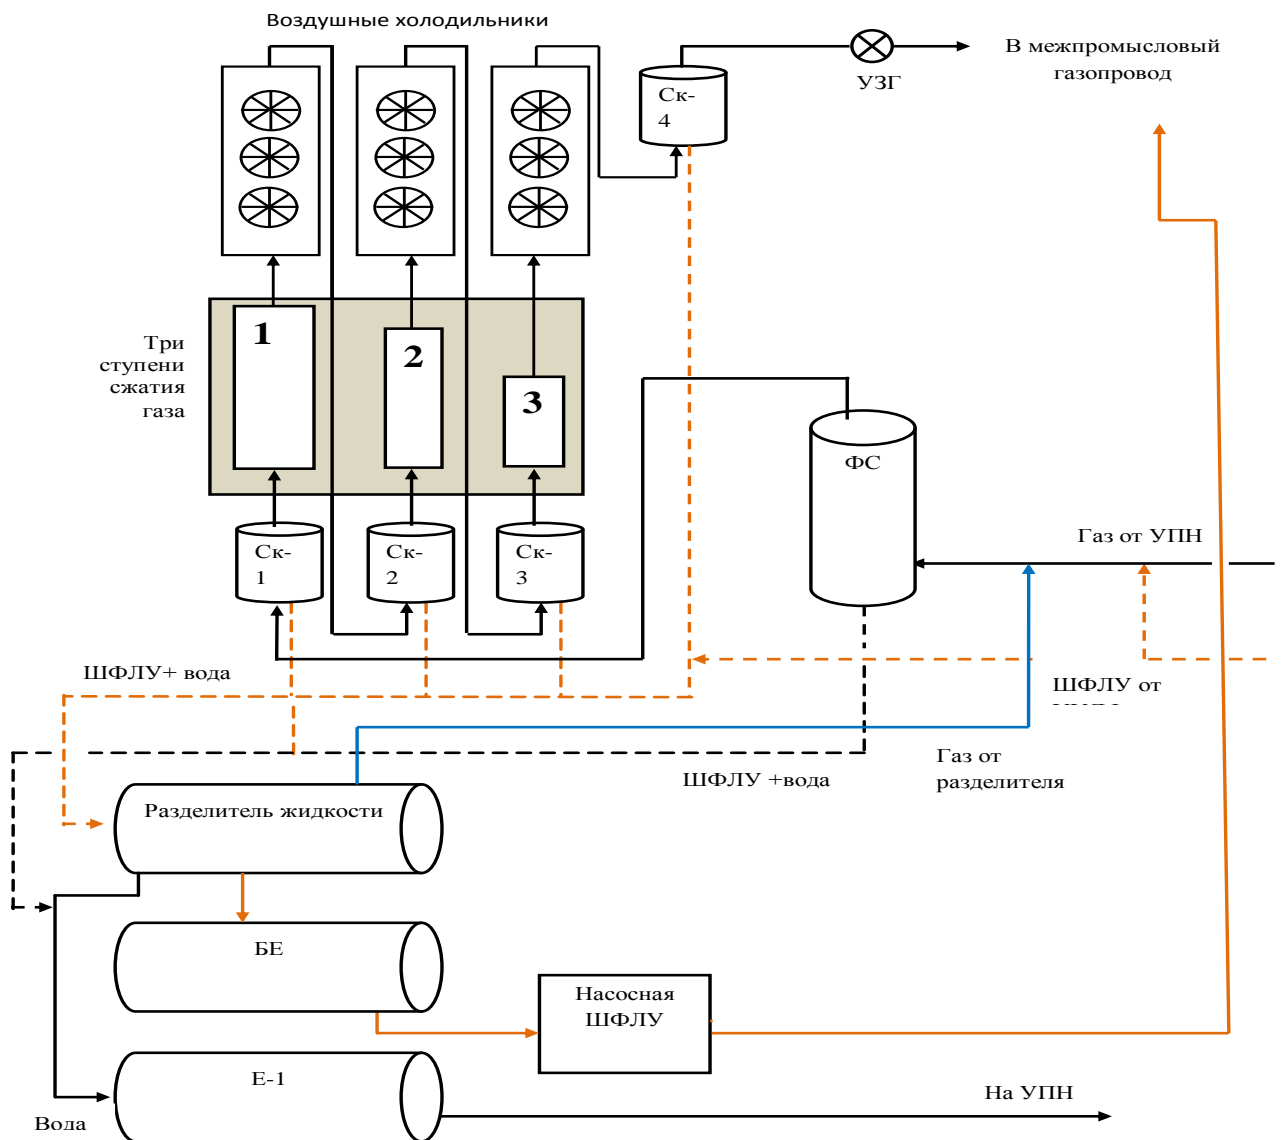 Воздушные холодильники
Ск-
4
УЗГ
В межпромысловый
газопровод
Три
ступени
сжатия
газа
1
2
3
ФС
Газ от УПН
Ск-
1
Ск-
2
Ск-
3
ШФЛУ+ вода
ШФЛУ от
Газ от
разделителя
ШФЛУ +вода
Разделитель жидкости
БЕ
Насосная
ШФЛУ
Е-1
На УПН
Вода